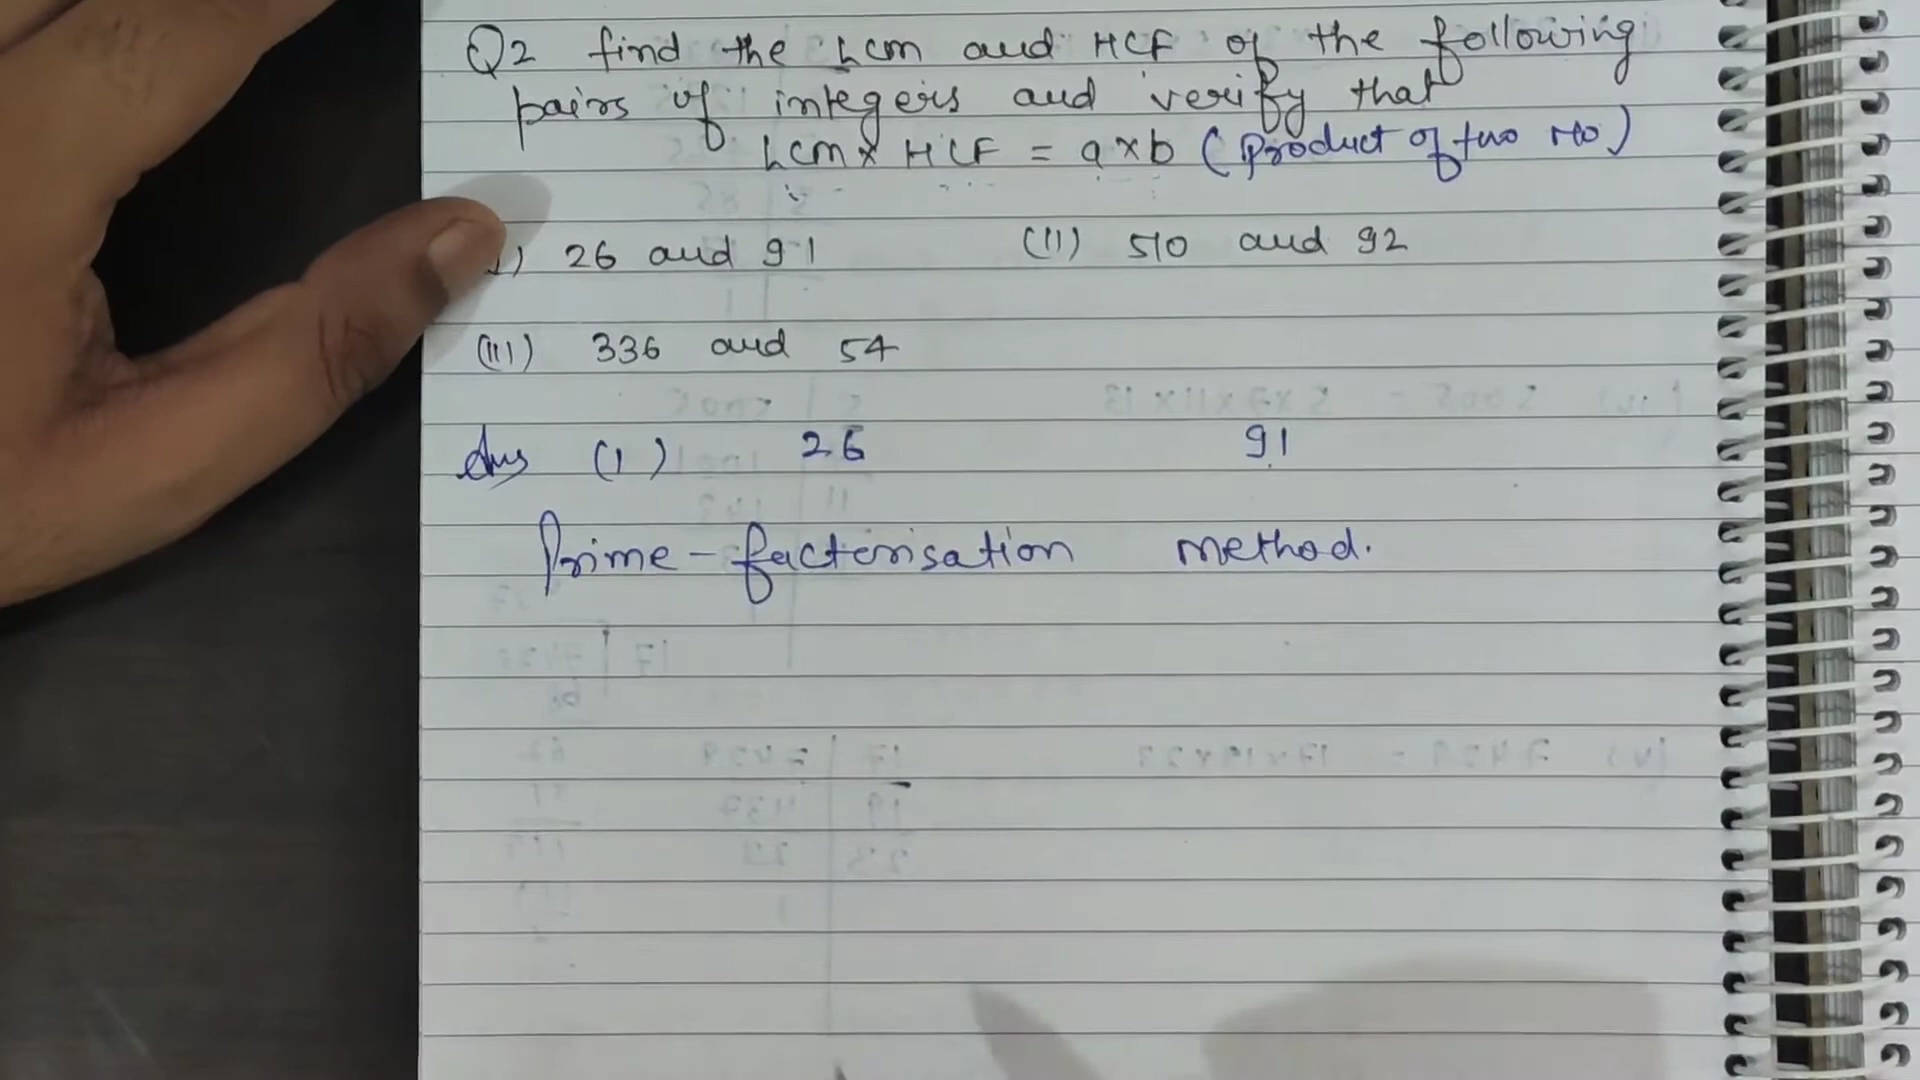 Q2 find the Lcm and HCF of the following
pairs of integers and verify that
Lcm x HCF = a x b (Product of two no)
I) 26 and 91 (II) 510 and 92
(III) 336 and 54
Ans (I) 26 91
Prime-factorisation method.